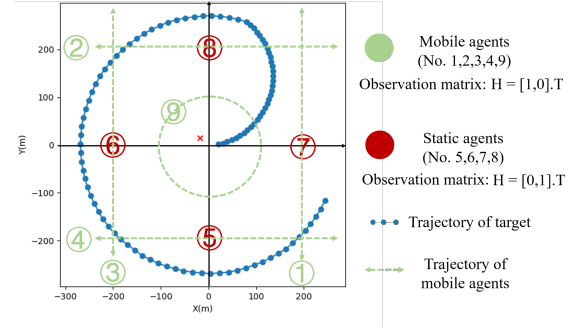 2
8
9
6
7
4
5
3
1
200
100
0
−100
−200
−300
−200
−100
0
100
200
Y(m)
X(m)
Mobile agents
(No. 1,2,3,4,9)
Observation matrix: H = [1,0].T
Static agents
(No. 5,6,7,8)
Observation matrix: H = [0,1].T
Trajectory of target
Trajectory of
mobile agents